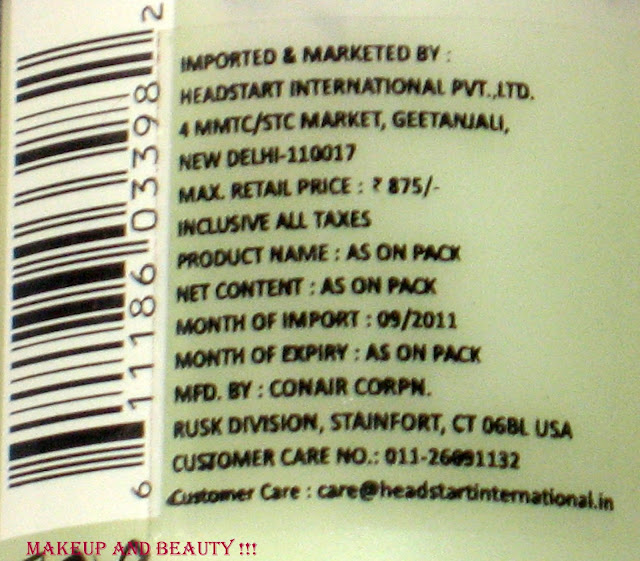 IMPORTED & MARKETED BY :
HEADSTART INTERNATIONAL PVT.,LTD.
4 MMTC/STC MARKET, GEETANJALI,
NEW DELHI-110017
MAX. RETAIL PRICE : ₹ 875/-
INCLUSIVE ALL TAXES
PRODUCT NAME : AS ON PACK
NET CONTENT : AS ON PACK
MONTH OF IMPORT : 09/2011
MONTH OF EXPIRY : AS ON PACK
MFD. BY : CONAIR CORPN.
RUSK DIVISION, STAINFORT, CT 06BL USA
CUSTOMER CARE NO.: 011-26091132
Customer Care : care@headstartinternational.in
6 11186 03398 2
MAKEUP AND BEAUTY !!!